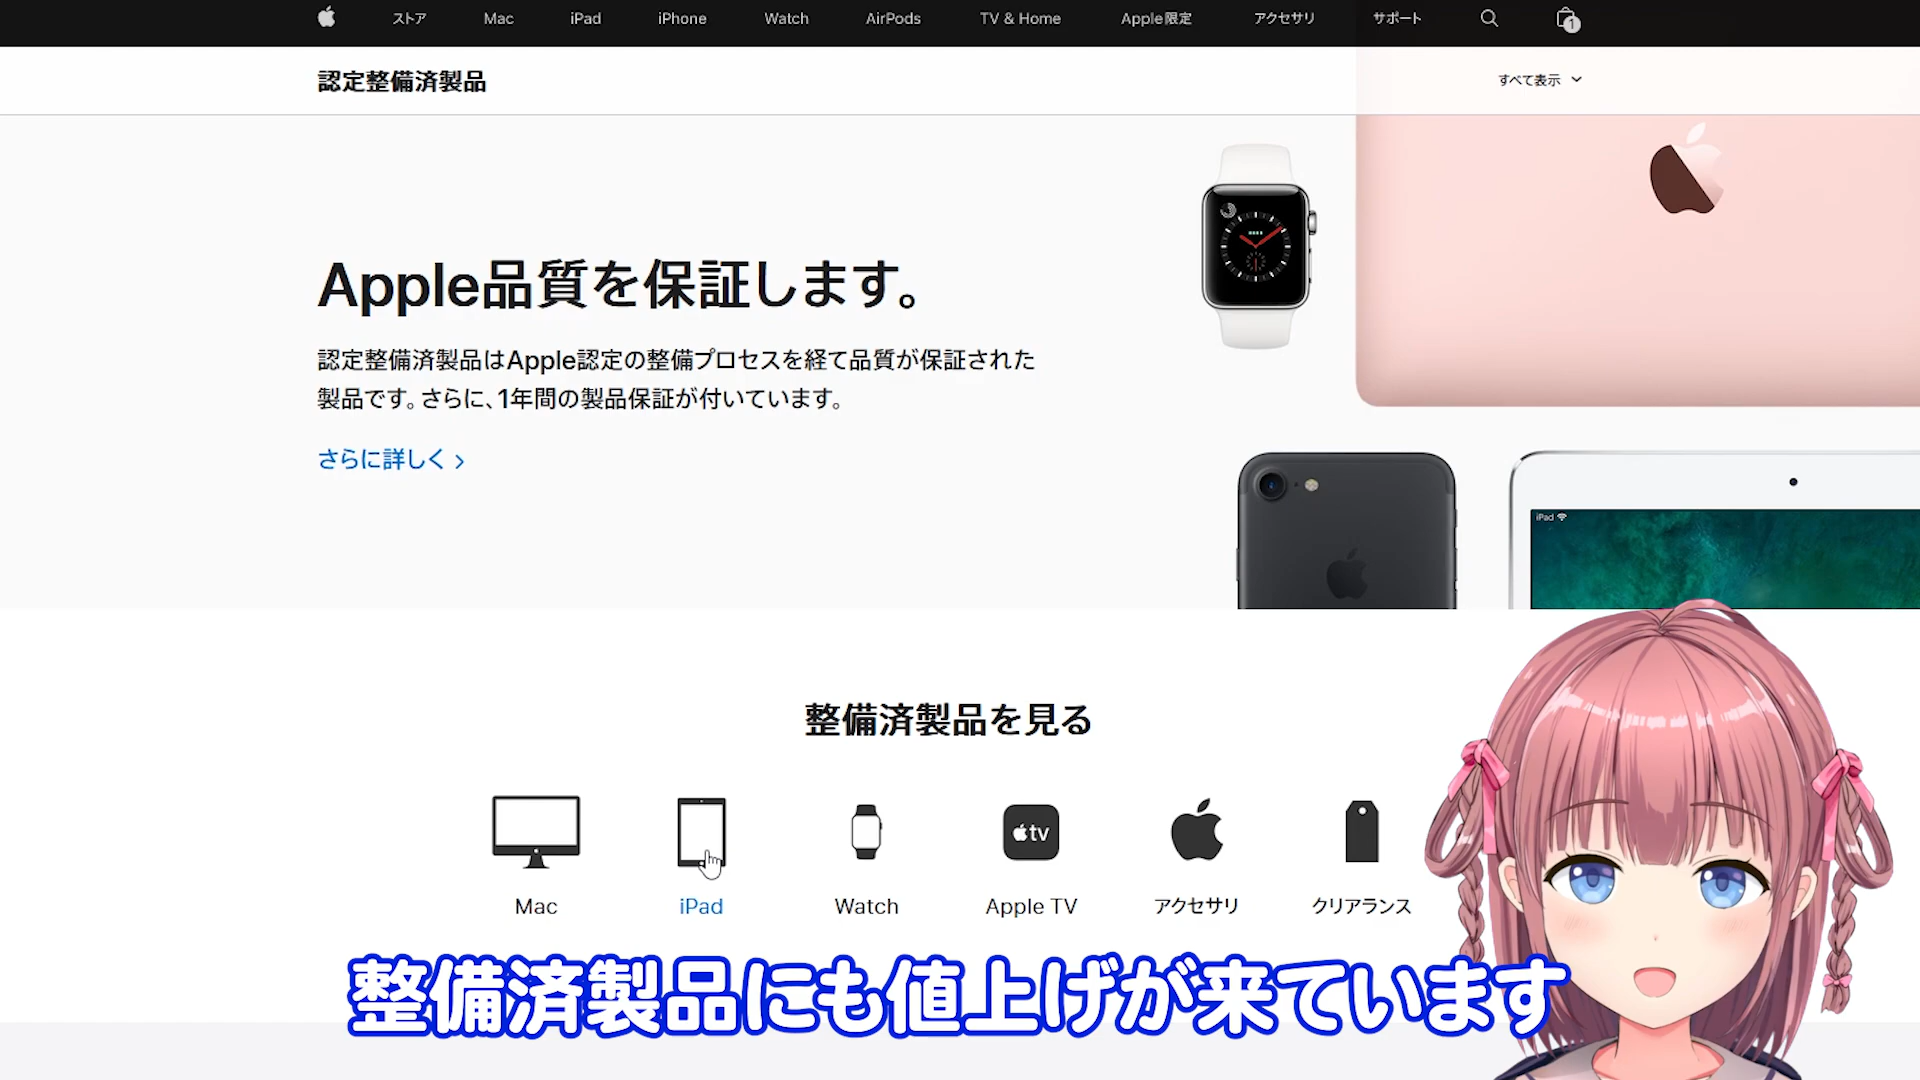 ストア Mac iPad iPhone Watch AirPods TV & Home Apple限定 アクセサリ サポート 1
認定整備済製品
すべて表示
Apple品質を保証します。
認定整備済製品はApple認定の整備プロセスを経て品質が保証された
製品です。さらに、1年間の製品保証が付いています。
さらに詳しく
iPad
整備済製品を見る
tv
Mac iPad Watch Apple TV アクセサリ クリアランス
整備済製品にも値上げが来ています